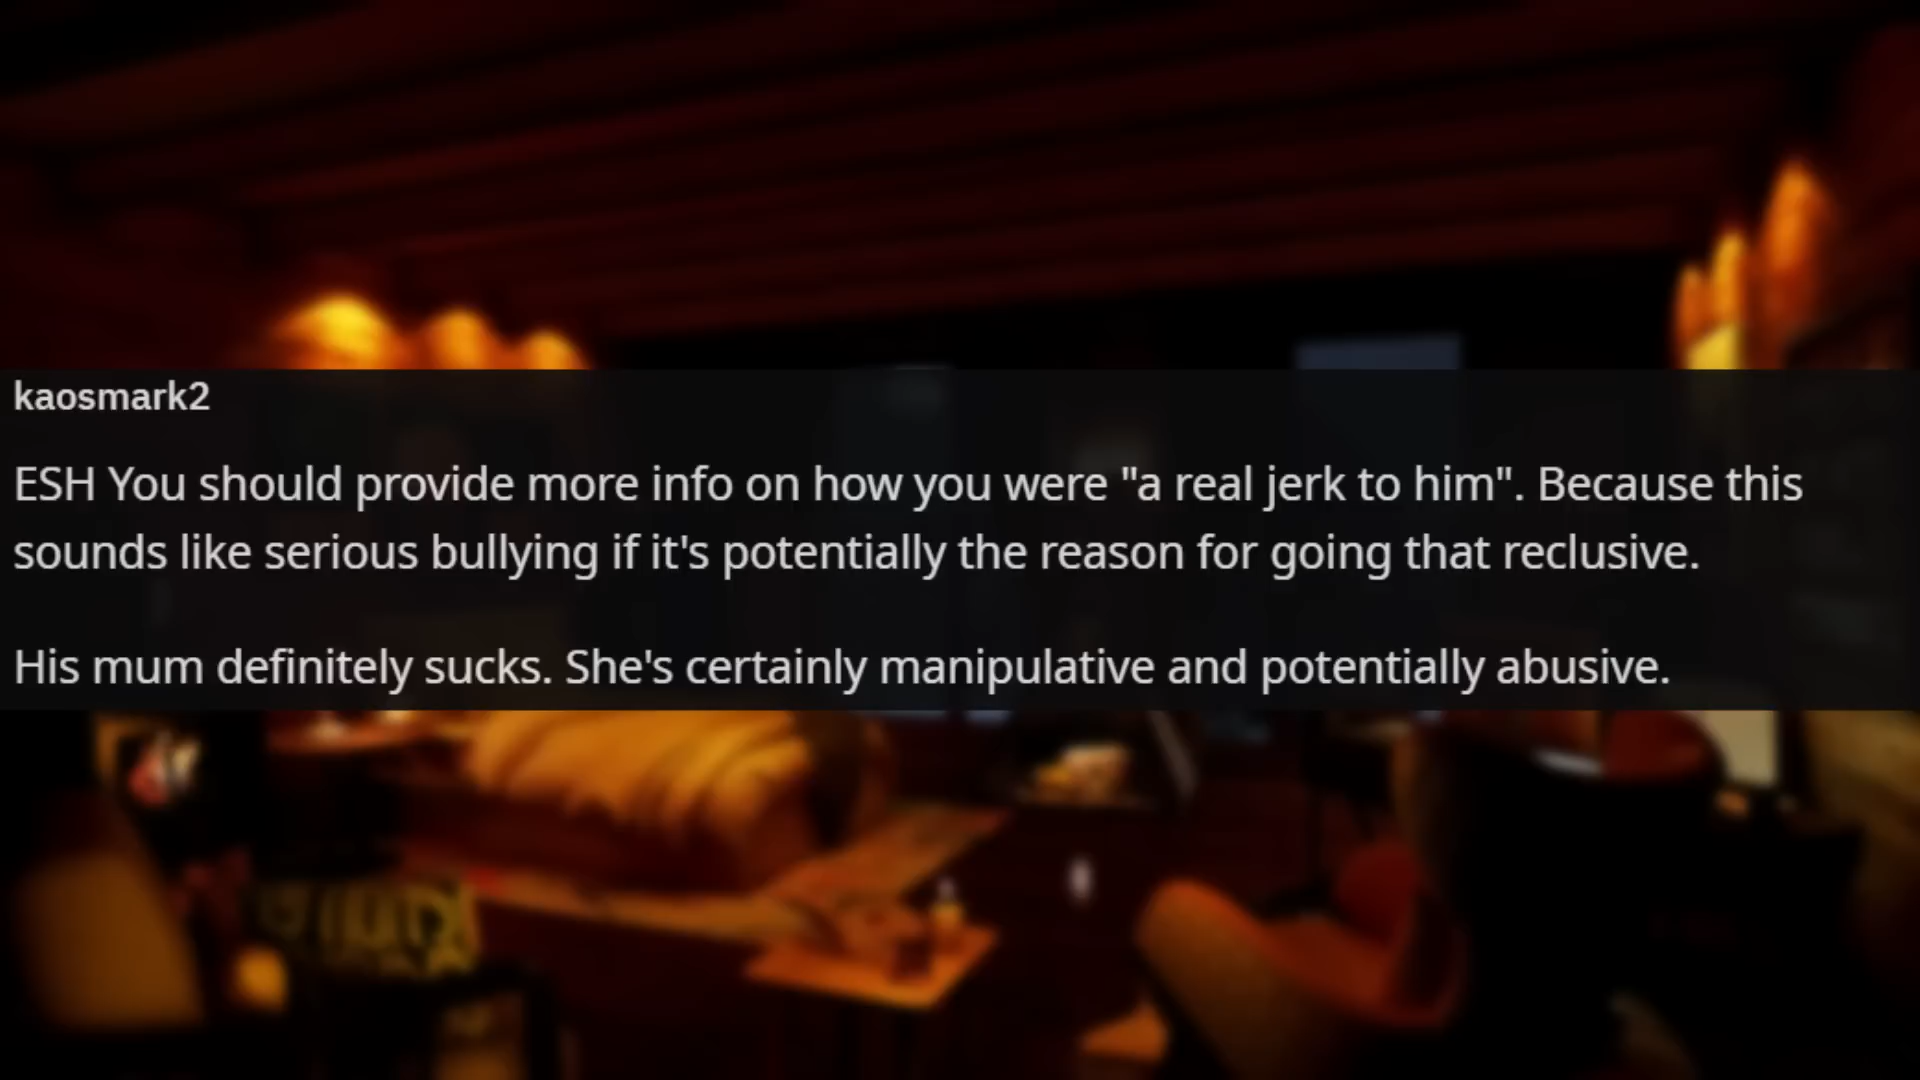 kaosmark2
ESH You should provide more info on how you were "a real jerk to him". Because this
sounds like serious bullying if it's potentially the reason for going that reclusive.
His mum definitely sucks. She's certainly manipulative and potentially abusive.